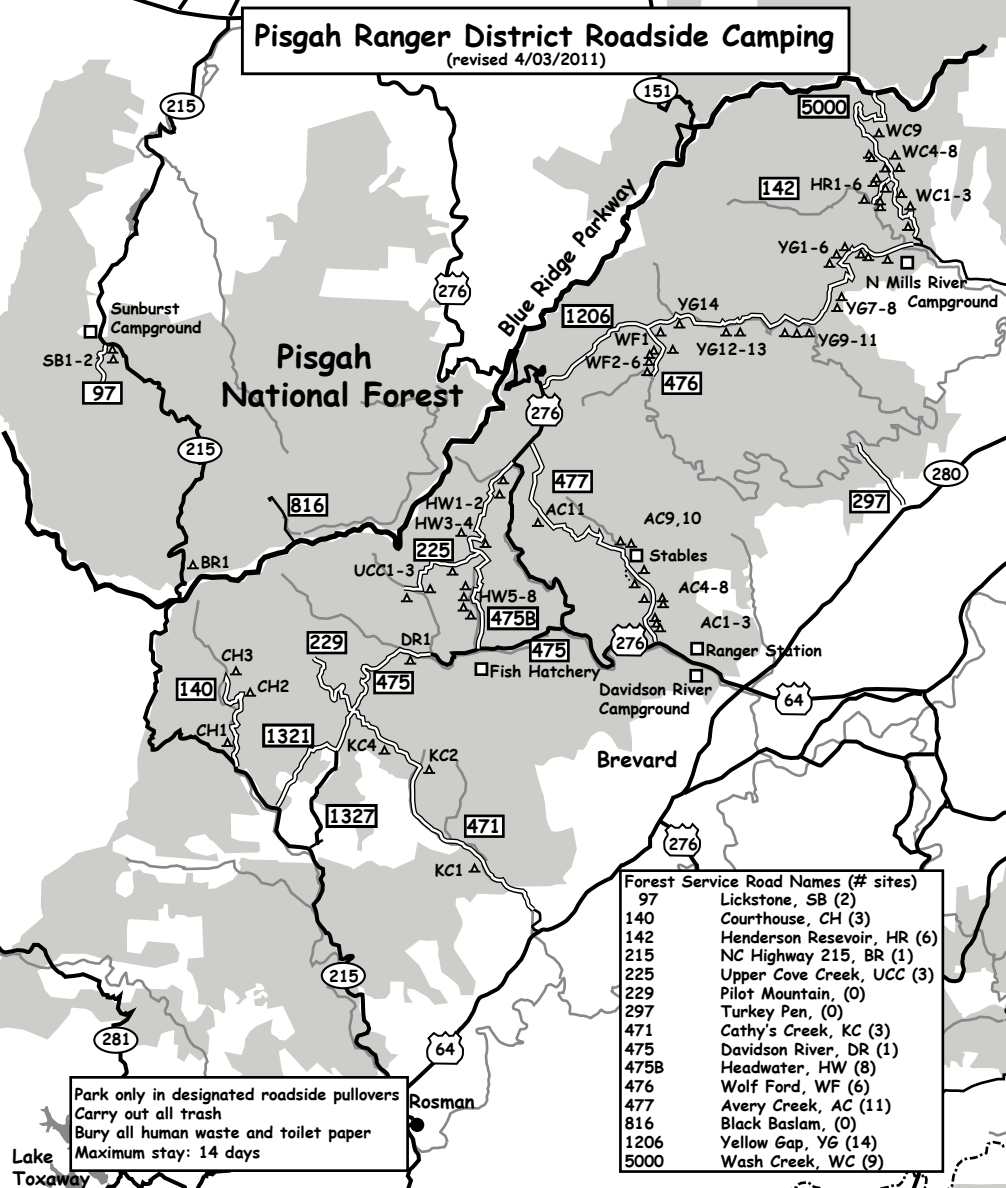 Pisgah Ranger District Roadside Camping
(revised 4/03/2011)
215
151
5000
WC9
WC4-8
142
HR1-6
WC1-3
YG1-6
N Mills River
Campground
276
Blue Ridge Parkway
YG7-8
Sunburst
Campground
1206
YG14
WF1
YG12-13
YG9-11
SB1-2
WF2-6
97
476
Pisgah
National Forest
276
215
477
280
297
816
HW1-2
AC11
HW3-4
AC9,10
225
Stables
BR1
UCC1-3
HW5-8
AC4-8
475B
AC1-3
229
DR1
276
475
Ranger Station
CH3
Fish Hatchery
140
CH2
475
Davidson River
Campground
64
CH1
1321
KC4
KC2
Brevard
1327
471
276
KC1
Forest Service Road Names (# sites)
97 Lickstone, SB (2)
140 Courthouse, CH (3)
142 Henderson Resevoir, HR (6)
215 NC Highway 215, BR (1)
225 Upper Cove Creek, UCC (3)
229 Pilot Mountain, (0)
297 Turkey Pen, (0)
471 Cathy's Creek, KC (3)
475 Davidson River, DR (1)
475B Headwater, HW (8)
476 Wolf Ford, WF (6)
477 Avery Creek, AC (11)
816 Black Baslam, (0)
1206 Yellow Gap, YG (14)
5000 Wash Creek, WC (9)
215
281
64
Park only in designated roadside pullovers
Carry out all trash
Bury all human waste and toilet paper
Maximum stay: 14 days
Rosman
Lake
Toxaway